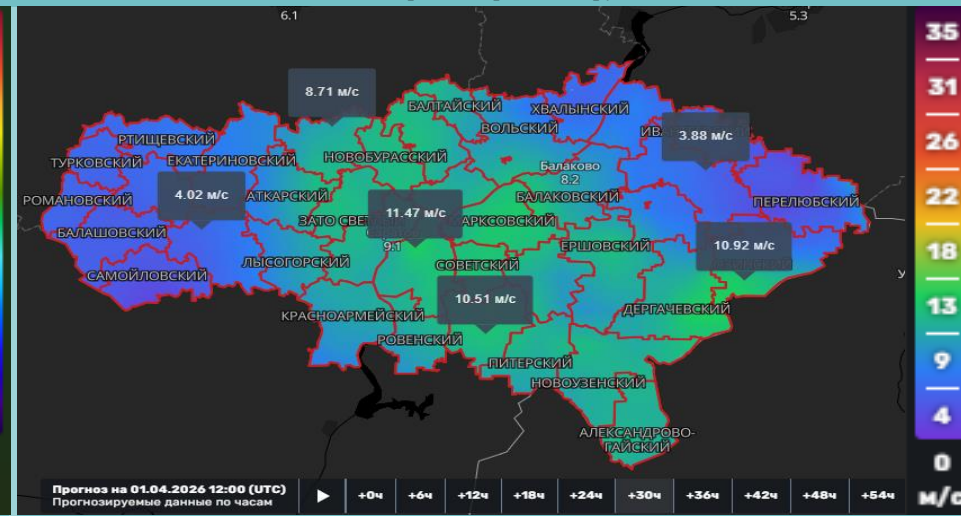 6.1
5.3
35
31
26
22
18
13
9
4
0
м/с
8.71 м/с
БАЛТАЙСКИЙ
ХВАЛЫНСКИЙ
ВОЛЬСКИЙ
3.88 м/с
РТИЩЕВСКИЙ
ТУРКОВСКИЙ
ЕКАТЕРИНОВСКИЙ
НОВОБУРАССКИЙ
Балаково
8.2
РОМАНОВСКИЙ
4.02 м/с
АТКАРСКИЙ
БАЛАКОВСКИЙ
ПЕРЕЛЮБСКИЙ
ЗАТО СВЕТ
11.47 м/с
АРКСОВСКИЙ
БАЛАШОВСКИЙ
9.1
ЕРШОВСКИЙ
10.92 м/с
САМОЙЛОВСКИЙ
ЛЫСОГОРСКИЙ
СОВЕТСКИЙ
10.51 м/с
КРАСНОАРМЕЙСКИЙ
ДЕРГАЧЕВСКИЙ
РОВЕНСКИЙ
ПИТЕРСКИЙ
НОВОУЗЕНСКИЙ
АЛЕКСАНДРОВО-
ГАЙСКИЙ
Прогноз на 01.04.2026 12:00 (UTC)
Прогнозируемые данные по часам
+0ч +6ч +12ч +18ч +24ч +30ч +36ч +42ч +48ч +54ч